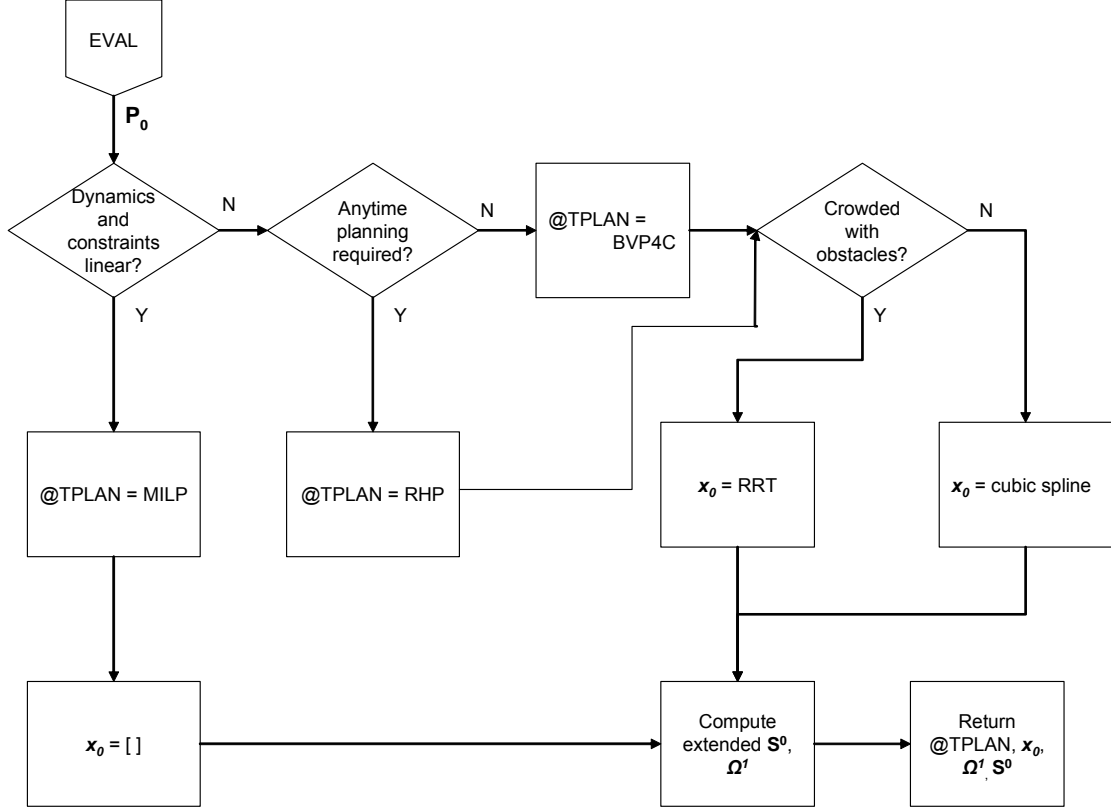 EVAL
P0
Dynamics
and
constraints
linear?
N
Y
Anytime
planning
required?
N
Y
@TPLAN =
BVP4C
Crowded
with
obstacles?
N
Y
@TPLAN = MILP
@TPLAN = RHP
x0 = RRT
x0 = cubic spline
x0 = [ ]
Compute
extended S⁰,
Ω¹
Return
@TPLAN, x0,
Ω¹, S⁰